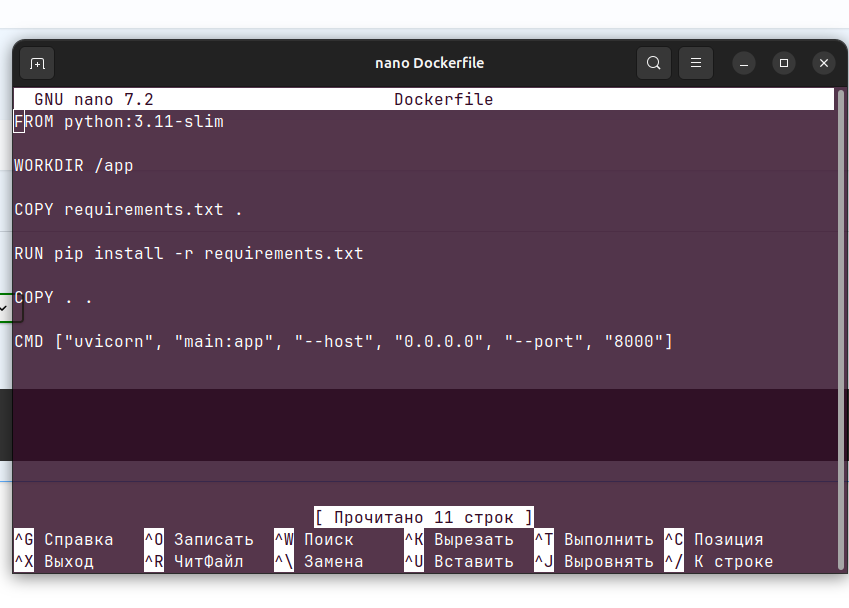 nano Dockerfile
GNU nano 7.2 Dockerfile
FROM python:3.11-slim
WORKDIR /app
COPY requirements.txt .
RUN pip install -r requirements.txt
COPY . .
CMD ["uvicorn", "main:app", "--host", "0.0.0.0", "--port", "8000"]
[ Прочитано 11 строк ]
^G Справка ^O Записать ^W Поиск ^K Вырезать ^T Выполнить ^C Позиция
^X Выход ^R ЧитФайл ^\ Замена ^U Вставить ^J Выровнять ^/ К строке